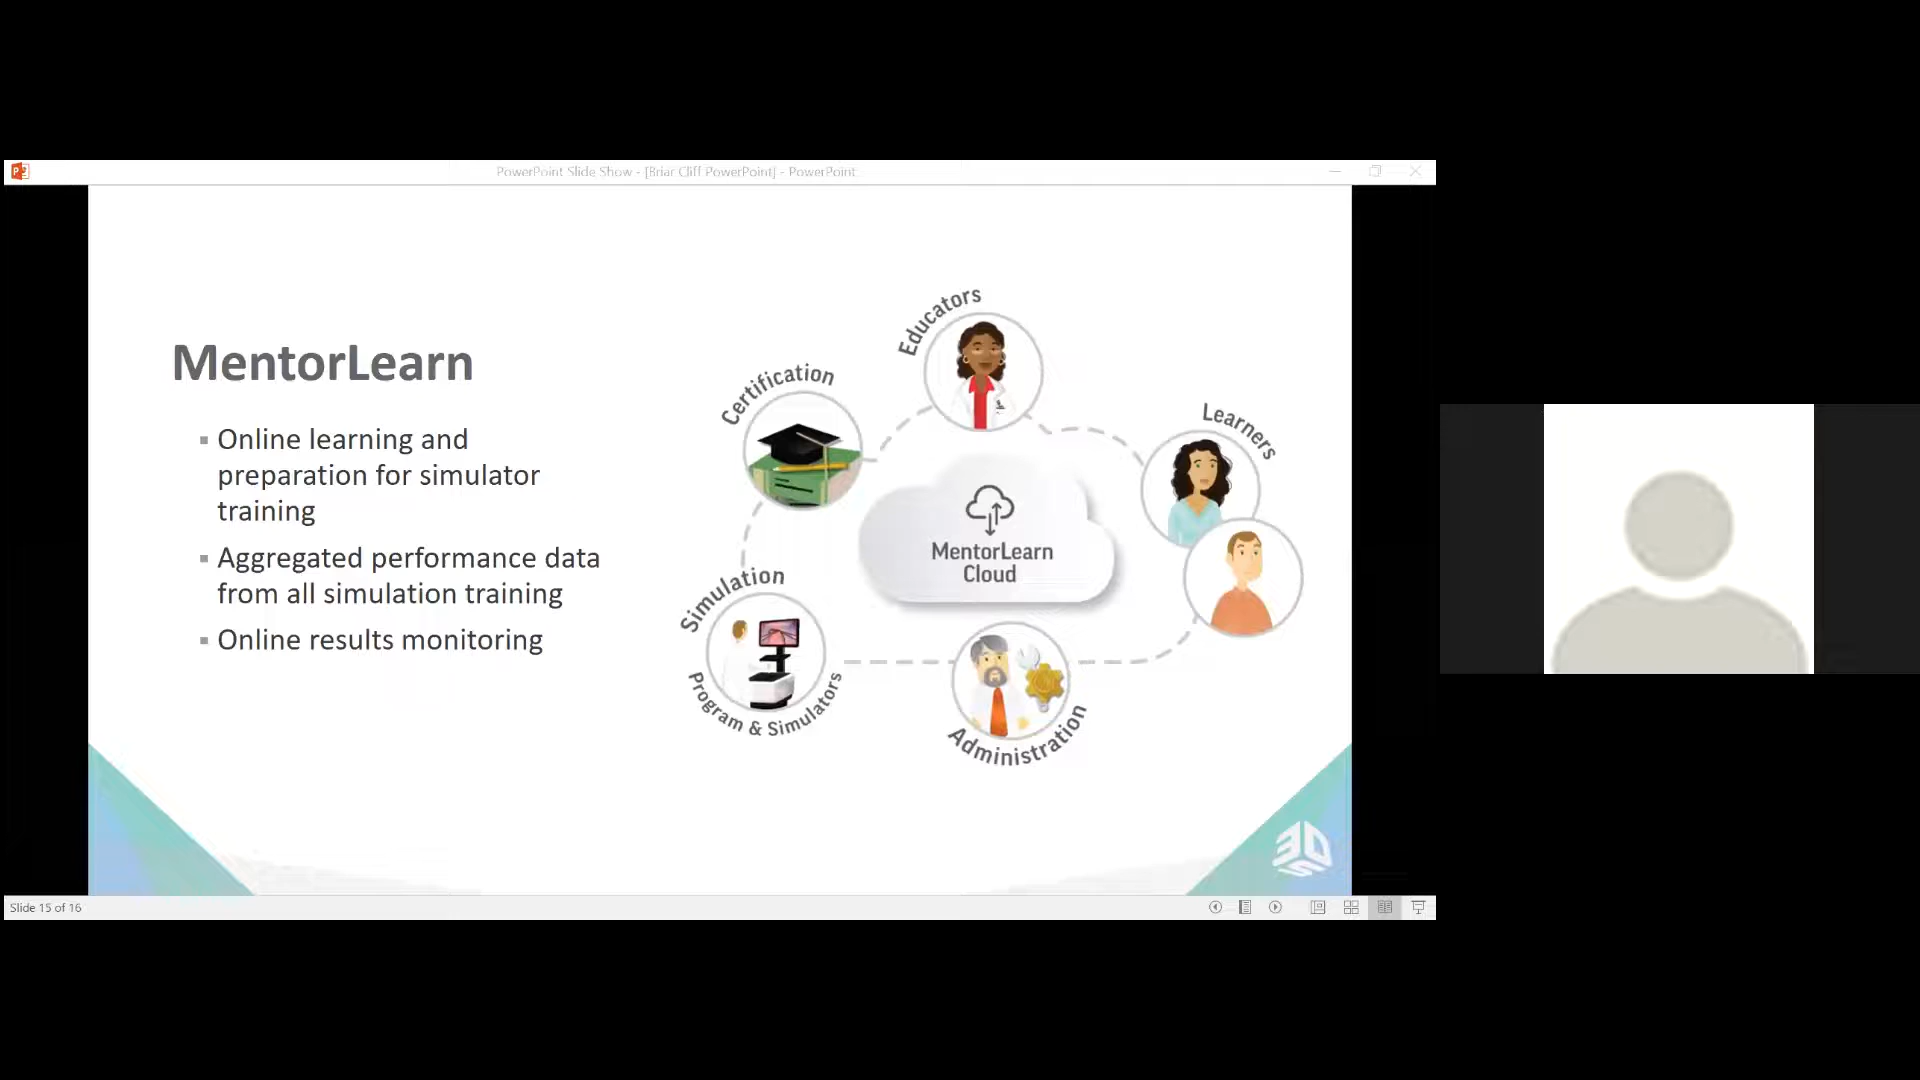 PowerPoint Slide Show - [Briar Cliff PowerPoint] - PowerPoint
MentorLearn
Online learning and
preparation for simulator
training
Aggregated performance data
from all simulation training
Online results monitoring
Educators
Certification
Learners
MentorLearn
Cloud
Simulation
Program & Simulators
Administration
3DS
Slide 15 of 16